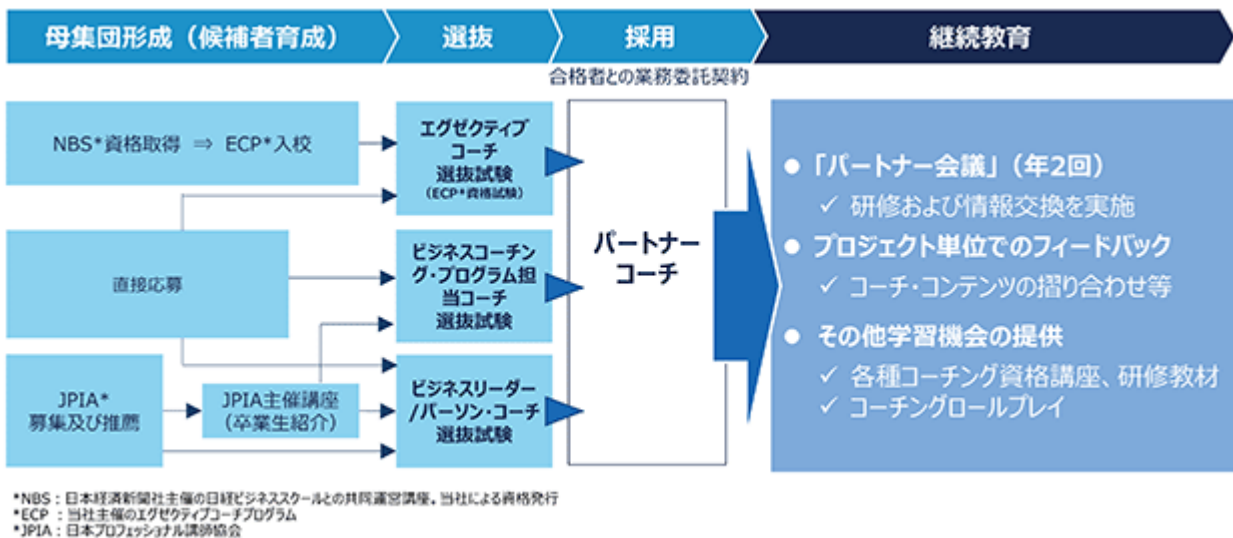 母集団形成（候補者育成）
選抜
採用
継続教育
合格者との業務委託契約
NBS*資格取得 ⇒ ECP*入校
直接応募
JPIA*
募集及び推薦
JPIA主催講座
（卒業生紹介）
エグゼクティブ
コーチ
選抜試験
(ECP*資格試験)
ビジネスコーチン
グ・プログラム担
当コーチ
選抜試験
ビジネスリーダー
/パーソン・コーチ
選抜試験
パートナー
コーチ
● 「パートナー会議」（年2回）
✓ 研修および情報交換を実施
● プロジェクト単位でのフィードバック
✓ コーチ・コンテンツの摺り合わせ等
● その他学習機会の提供
✓ 各種コーチング資格講座、研修教材
✓ コーチングロールプレイ
*NBS：日本経済新聞社主催の日経ビジネススクールとの共同運営講座。当社による資格発行
*ECP ：当社主催のエグゼクティブコーチプログラム
*JPIA：日本プロフェッショナル講師協会